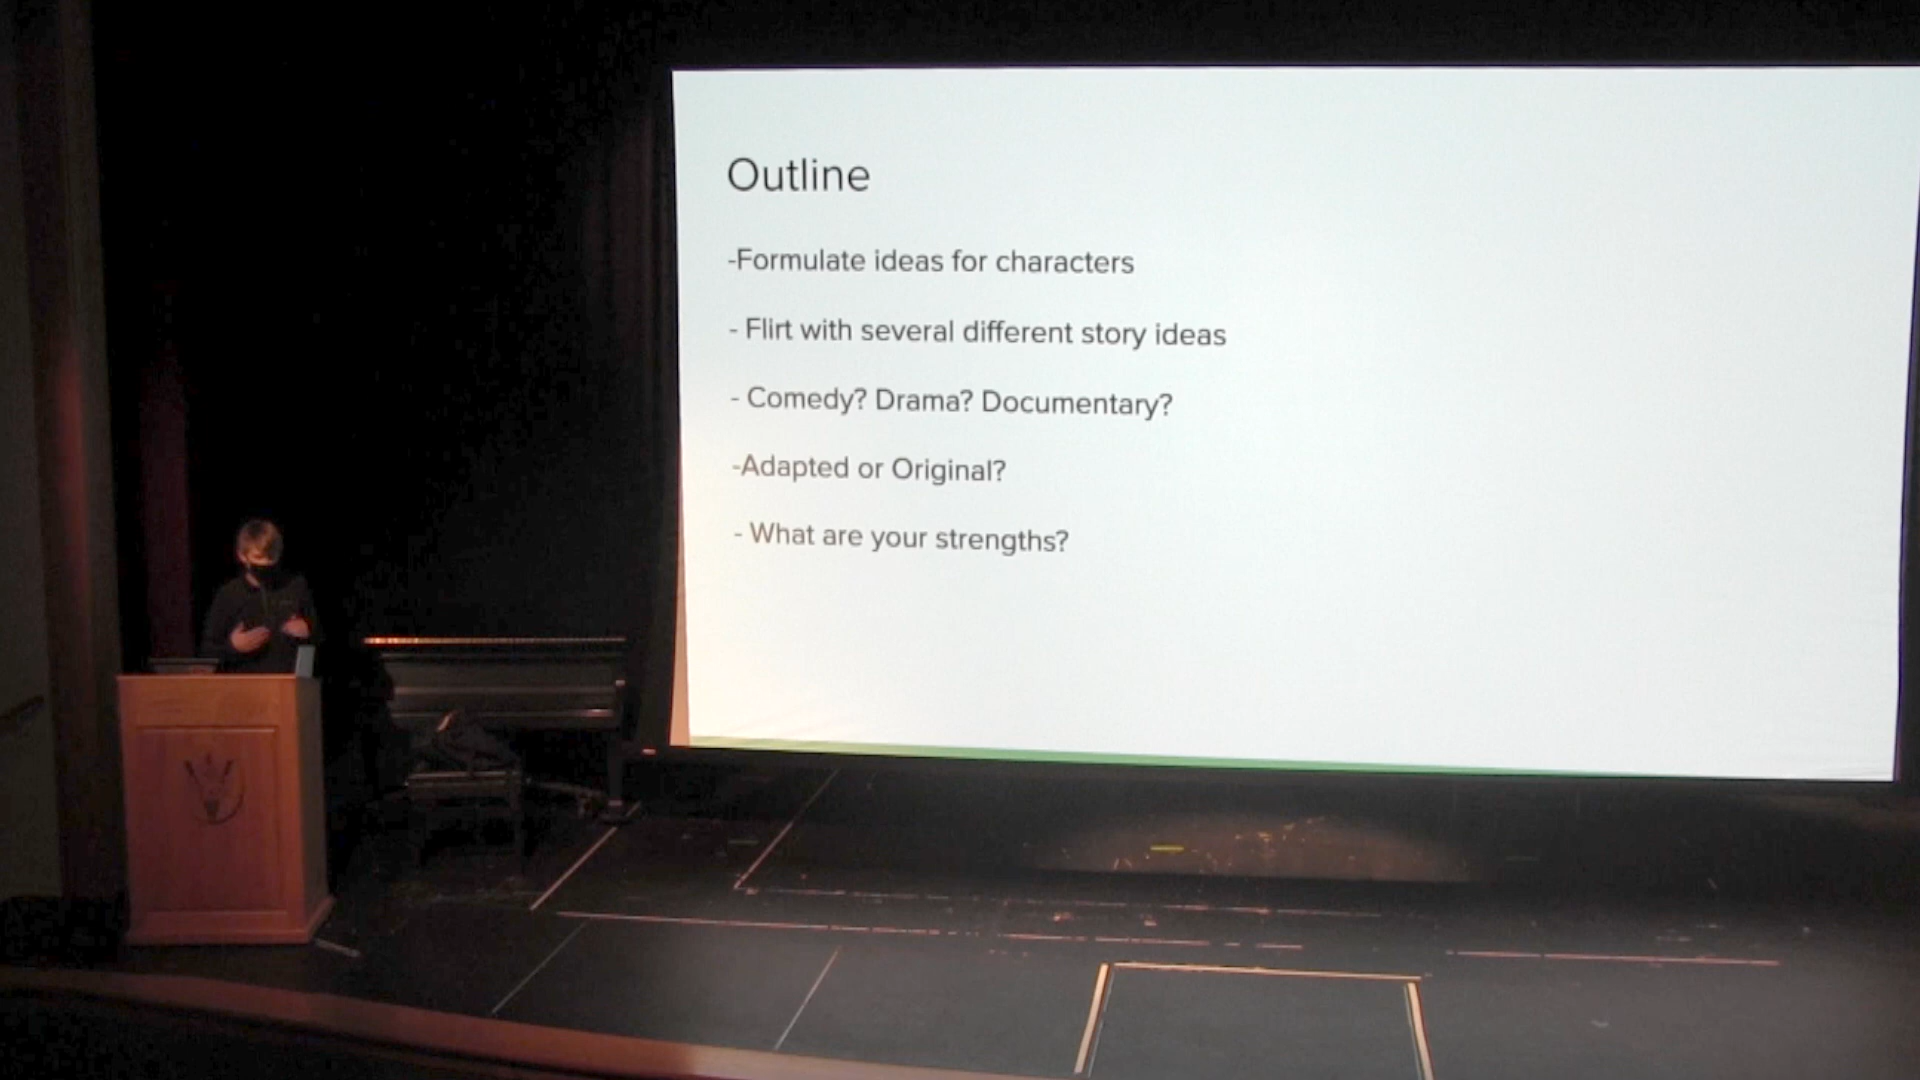 Outline
-Formulate ideas for characters
- Flirt with several different story ideas
- Comedy? Drama? Documentary?
-Adapted or Original?
- What are your strengths?